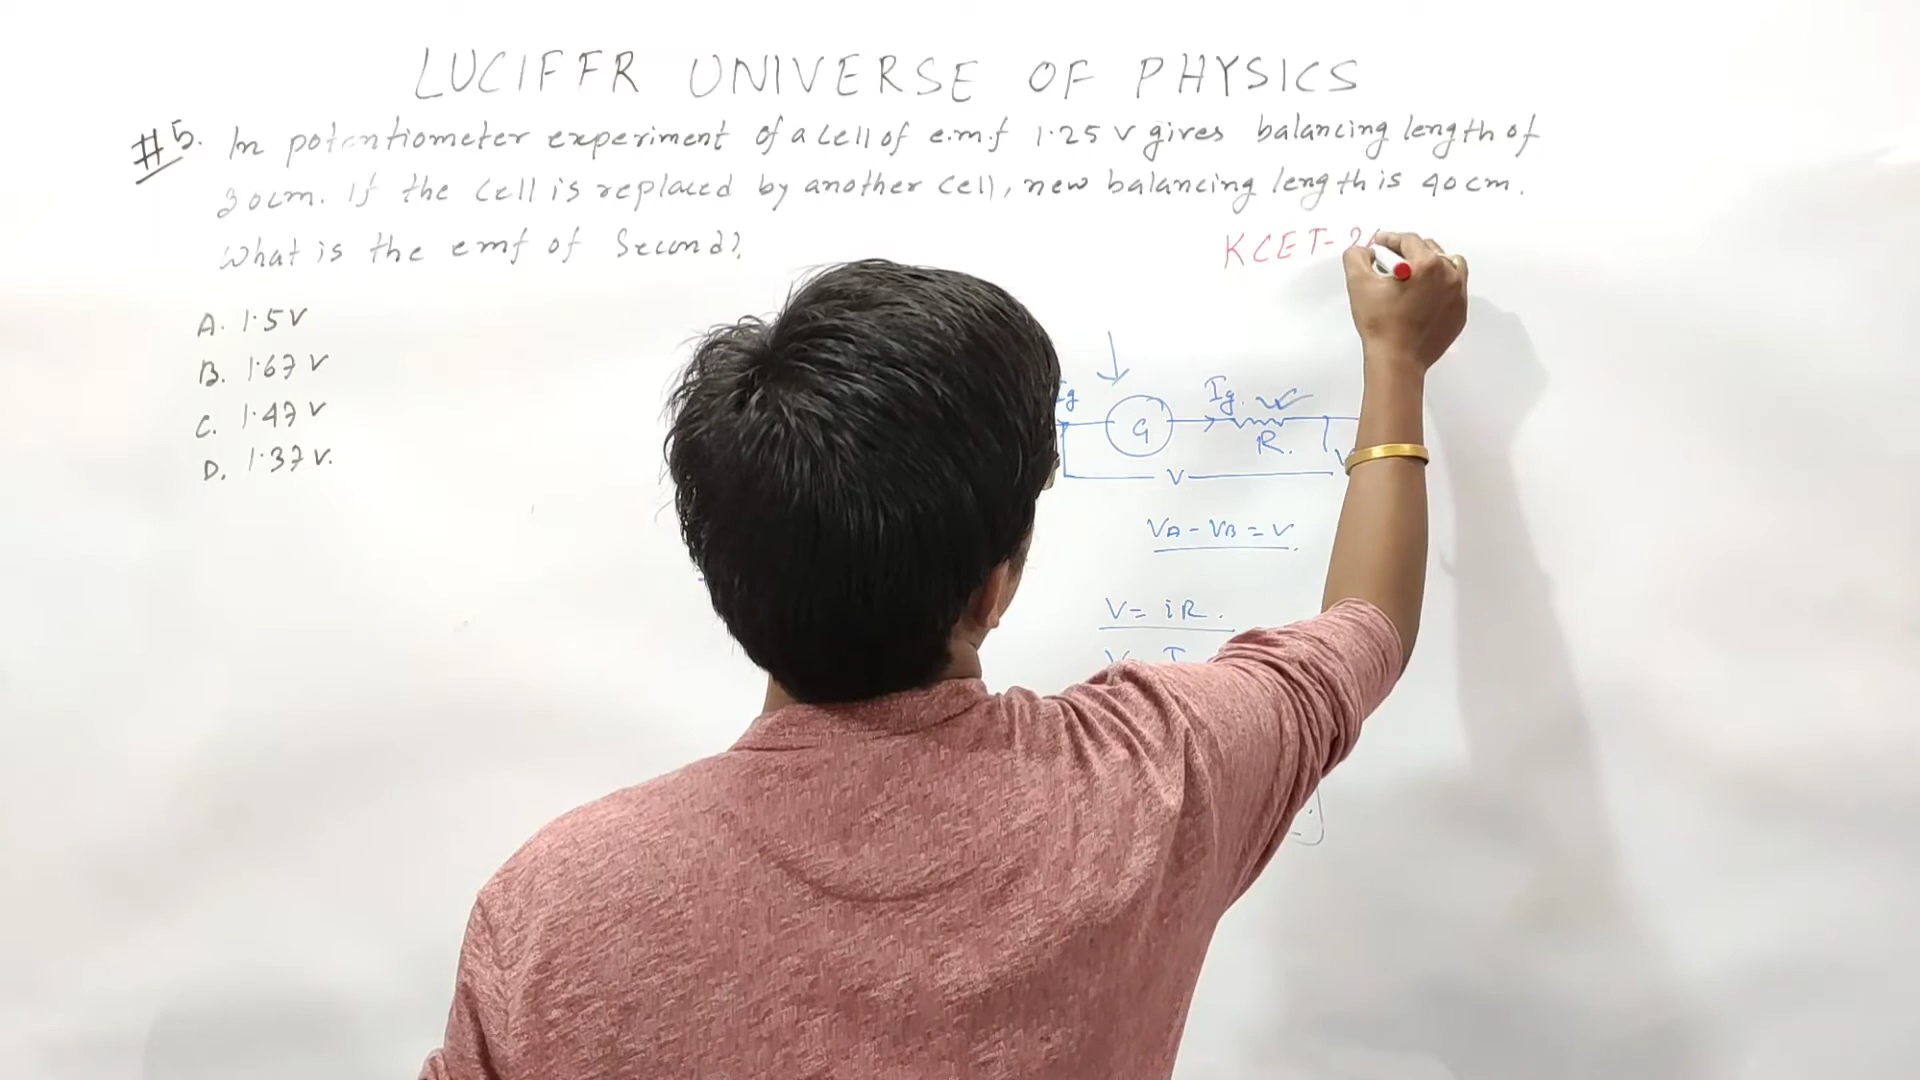 LUCIFFR UNIVERSE OF PHYSICS
#5. In potentiometer experiment of a cell of e.m.f 1.25 v gives balancing length of
30cm. If the cell is replaced by another cell, new balancing length is 40cm.
What is the emf of Second?
KCET-
A. 1.5V
B. 1.67 V
C. 1.47 V
D. 1.37 V.
Ig
G
Ig.
R.
V
VA - VB = V
V = iR.